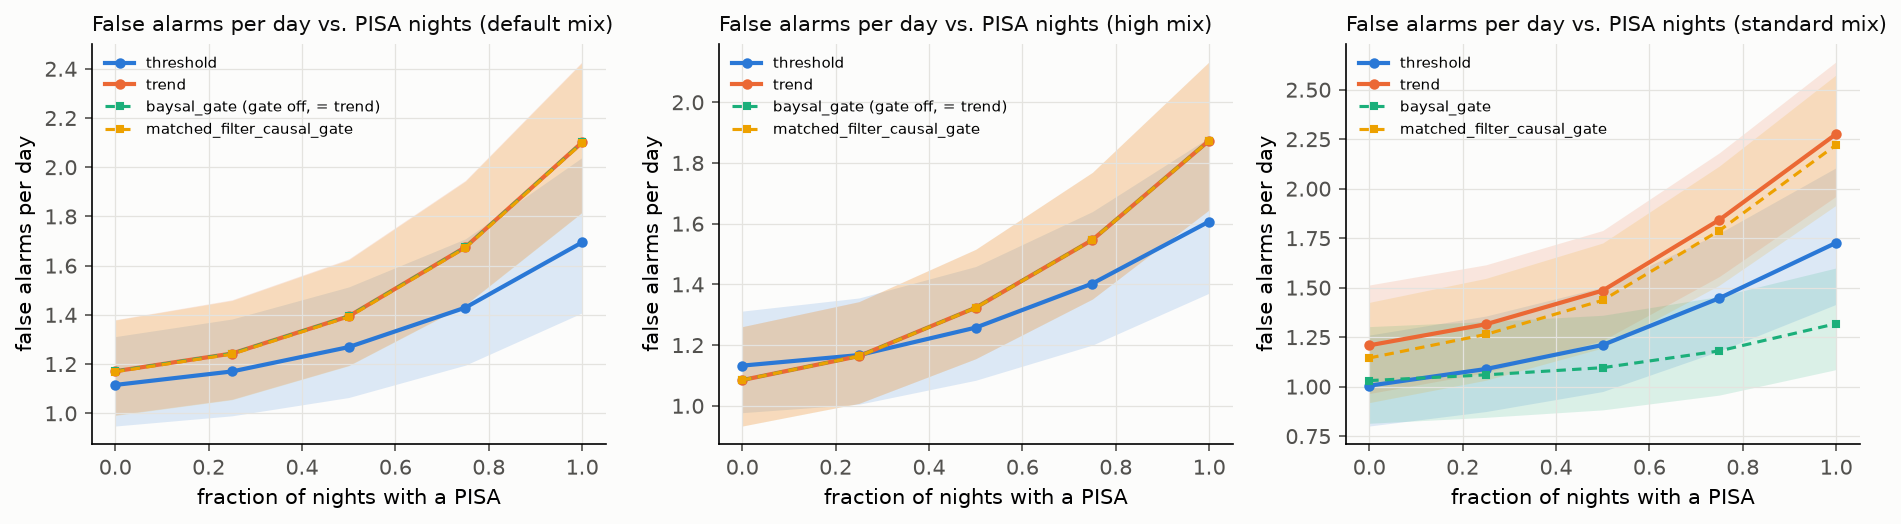 False alarms per day vs. PISA nights (default mix)
threshold
trend
baysal_gate (gate off, = trend)
matched_filter_causal_gate
false alarms per day
2.4
2.2
2.0
1.8
1.6
1.4
1.2
1.0
0.0 0.2 0.4 0.6 0.8 1.0
fraction of nights with a PISA
False alarms per day vs. PISA nights (high mix)
threshold
trend
baysal_gate (gate off, = trend)
matched_filter_causal_gate
false alarms per day
2.0
1.8
1.6
1.4
1.2
1.0
0.0 0.2 0.4 0.6 0.8 1.0
fraction of nights with a PISA
False alarms per day vs. PISA nights (standard mix)
threshold
trend
baysal_gate
matched_filter_causal_gate
false alarms per day
2.50
2.25
2.00
1.75
1.50
1.25
1.00
0.75
0.0 0.2 0.4 0.6 0.8 1.0
fraction of nights with a PISA